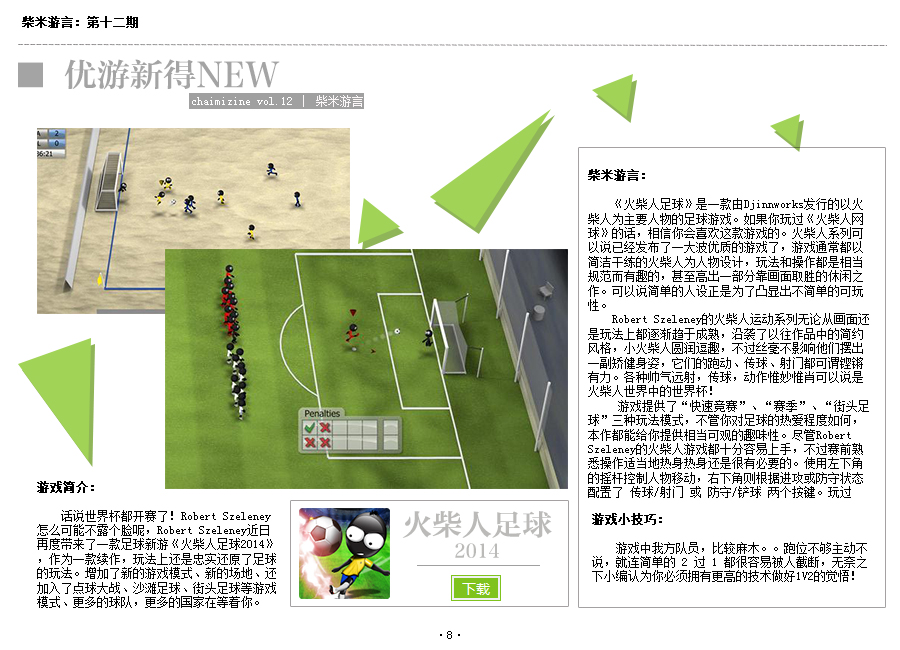 柴米游言：第十二期
优游新得NEW
chaimizine vol.12 | 柴米游言
A 2
L 0
36:21
Penalties
游戏简介：
话说世界杯都开赛了！Robert Szeleney
怎么可能不露个脸呢，Robert Szeleney近日
再度带来了一款足球新游《火柴人足球2014》
，作为一款续作，玩法上还是忠实还原了足球
的玩法。增加了新的游戏模式、新的场地、还
加入了点球大战、沙滩足球、街头足球等游戏
模式、更多的球队，更多的国家在等着你。
火柴人足球
2014
下载
柴米游言：
《火柴人足球》是一款由Djinnworks发行的以火
柴人为主要人物的足球游戏。如果你玩过《火柴人网
球》的话，相信你会喜欢这款游戏的。火柴人系列可
以说已经发布了一大波优质的游戏了，游戏通常都以
简洁干练的火柴人为人物设计，玩法和操作都是相当
规范而有趣的，甚至高出一部分靠画面取胜的休闲之
作。可以说简单的人设正是为了凸显出不简单的可玩
性。
Robert Szeleney的火柴人运动系列无论从画面还
是玩法上都逐渐趋于成熟，沿袭了以往作品中的简约
风格，小火柴人圆润逗趣，不过丝毫不影响他们摆出
一副矫健身姿，它们的跑动、传球、射门都可谓铿锵
有力。各种帅气远射，传球，动作惟妙惟肖可以说是
火柴人世界中的世界杯！
游戏提供了“快速竟赛”、“赛季”、“街头足
球”三种玩法模式，不管你对足球的热爱程度如何，
本作都能给你提供相当可观的趣味性。尽管Robert
Szeleney的火柴人游戏都十分容易上手，不过赛前熟
悉操作适当地热身热身还是很有必要的。使用左下角
的摇杆控制人物移动，右下角则根据进攻或防守状态
配置了 传球/射门 或 防守/铲球 两个按键。玩过
游戏小技巧：
游戏中我方队员，比较麻木。。跑位不够主动不
说，就连简单的 2 过 1 都很容易被人截断，无奈之
下小编认为你必须拥有更高的技术做好1V2的觉悟！
·8·